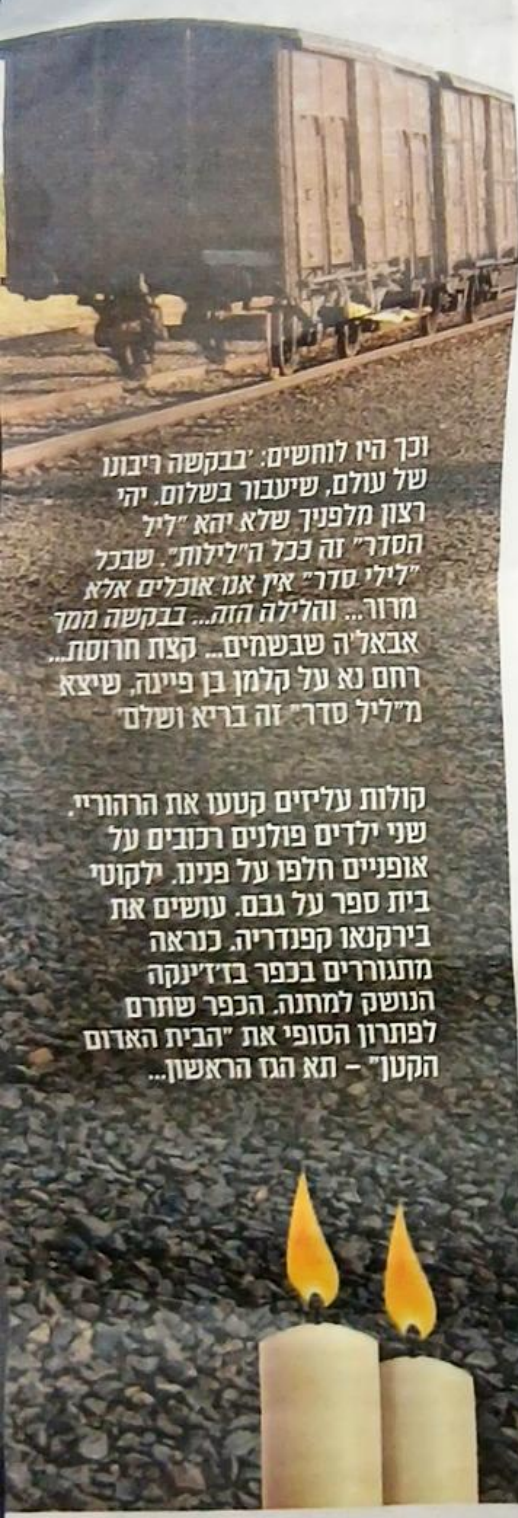 וכך היו לוחשים: 'בבקשה ריבונו
של עולם, שיעבור בשלום. יהי
רצון מלפניך שלא יהא "ליל
הסדר" זה ככל ה"לילות". שבכל
"לילי סדר" אין אנו אוכלים אלא
מרור... והלילה הזה... בבקשה ממך
אבאל'ה שבשמים... קצת חרוסת...
רחם נא על קלמן בן פייגה, שיצא
מ"ליל סדר" זה בריא ושלם'
קולות עליזים קטעו את הרהוריי.
שני ילדים פולנים רכובים על
אופניים חלפו על פנינו. ילקוטי
בית ספר על גבם. עושים את
בירקנאו קפנדריה. כנראה
מתגוררים בכפר בז'ז'ינקה
הנושק למחנה. הכפר שתרם
לפתרון הסופי את "הבית האדום
הקטן" – תא הגז הראשון...